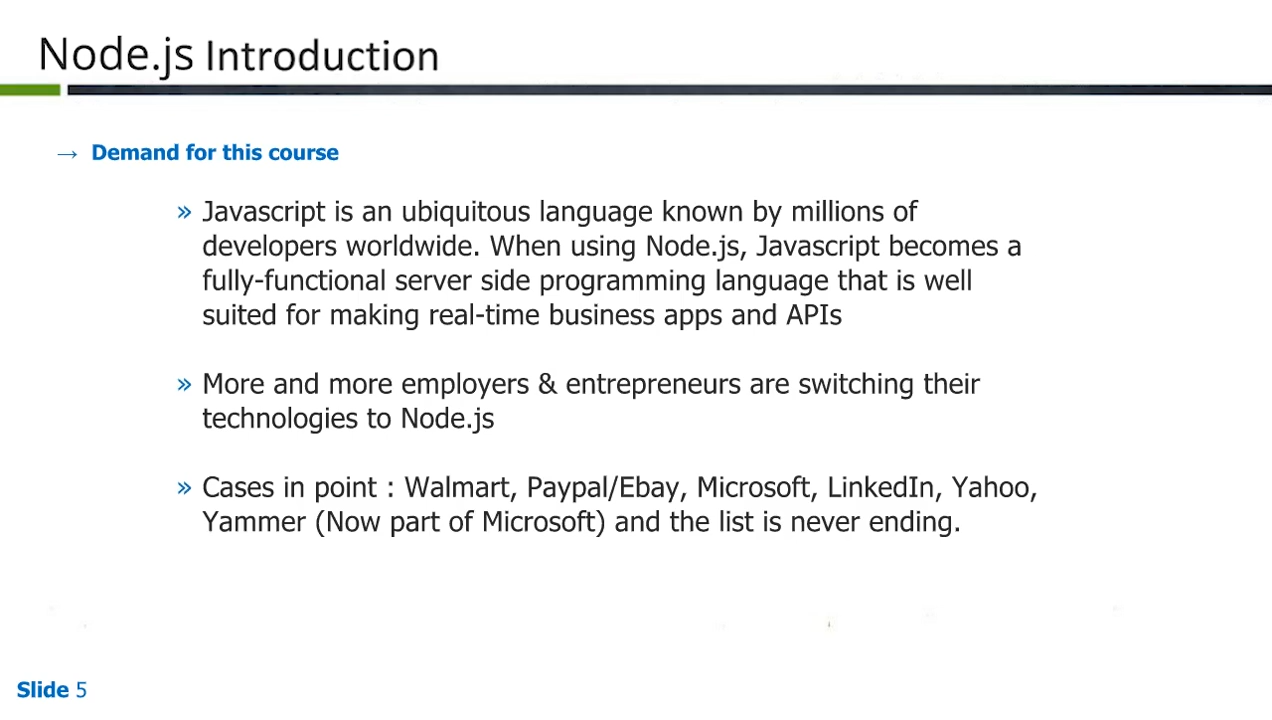 Node.js Introduction
→ Demand for this course
» Javascript is an ubiquitous language known by millions of
developers worldwide. When using Node.js, Javascript becomes a
fully-functional server side programming language that is well
suited for making real-time business apps and APIs
» More and more employers & entrepreneurs are switching their
technologies to Node.js
» Cases in point : Walmart, Paypal/Ebay, Microsoft, LinkedIn, Yahoo,
Yammer (Now part of Microsoft) and the list is never ending.
Slide 5